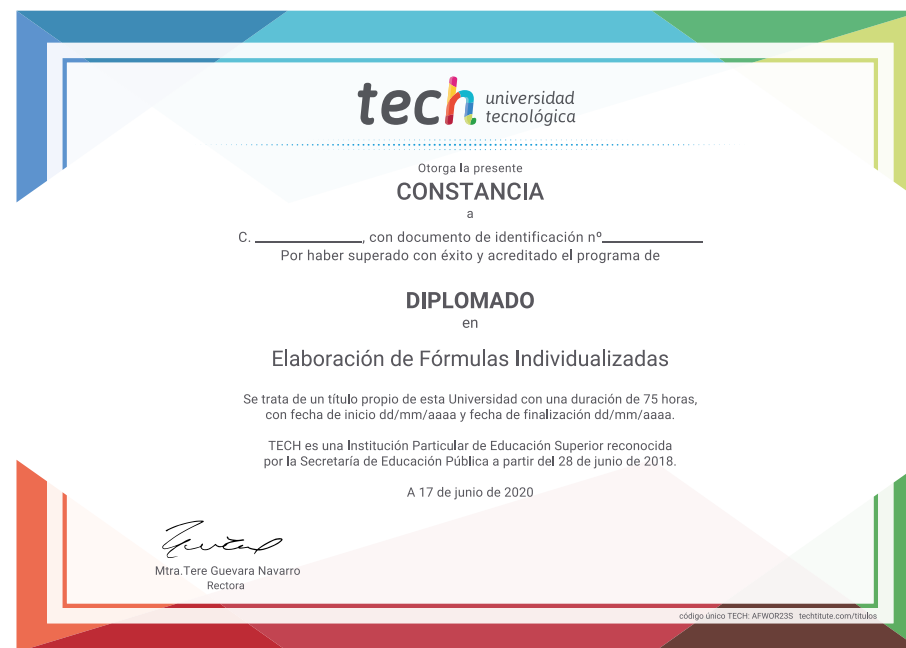 tech universidad
tecnológica
Otorga la presente
CONSTANCIA
a
C. ____________, con documento de identificación nº____________
Por haber superado con éxito y acreditado el programa de
DIPLOMADO
en
Elaboración de Fórmulas Individualizadas
Se trata de un título propio de esta Universidad con una duración de 75 horas,
con fecha de inicio dd/mm/aaaa y fecha de finalización dd/mm/aaaa.
TECH es una Institución Particular de Educación Superior reconocida
por la Secretaría de Educación Pública a partir del 28 de junio de 2018.
A 17 de junio de 2020
Mtra.Tere Guevara Navarro
Rectora
código único TECH: AFWOR23S techtitute.com/titulos